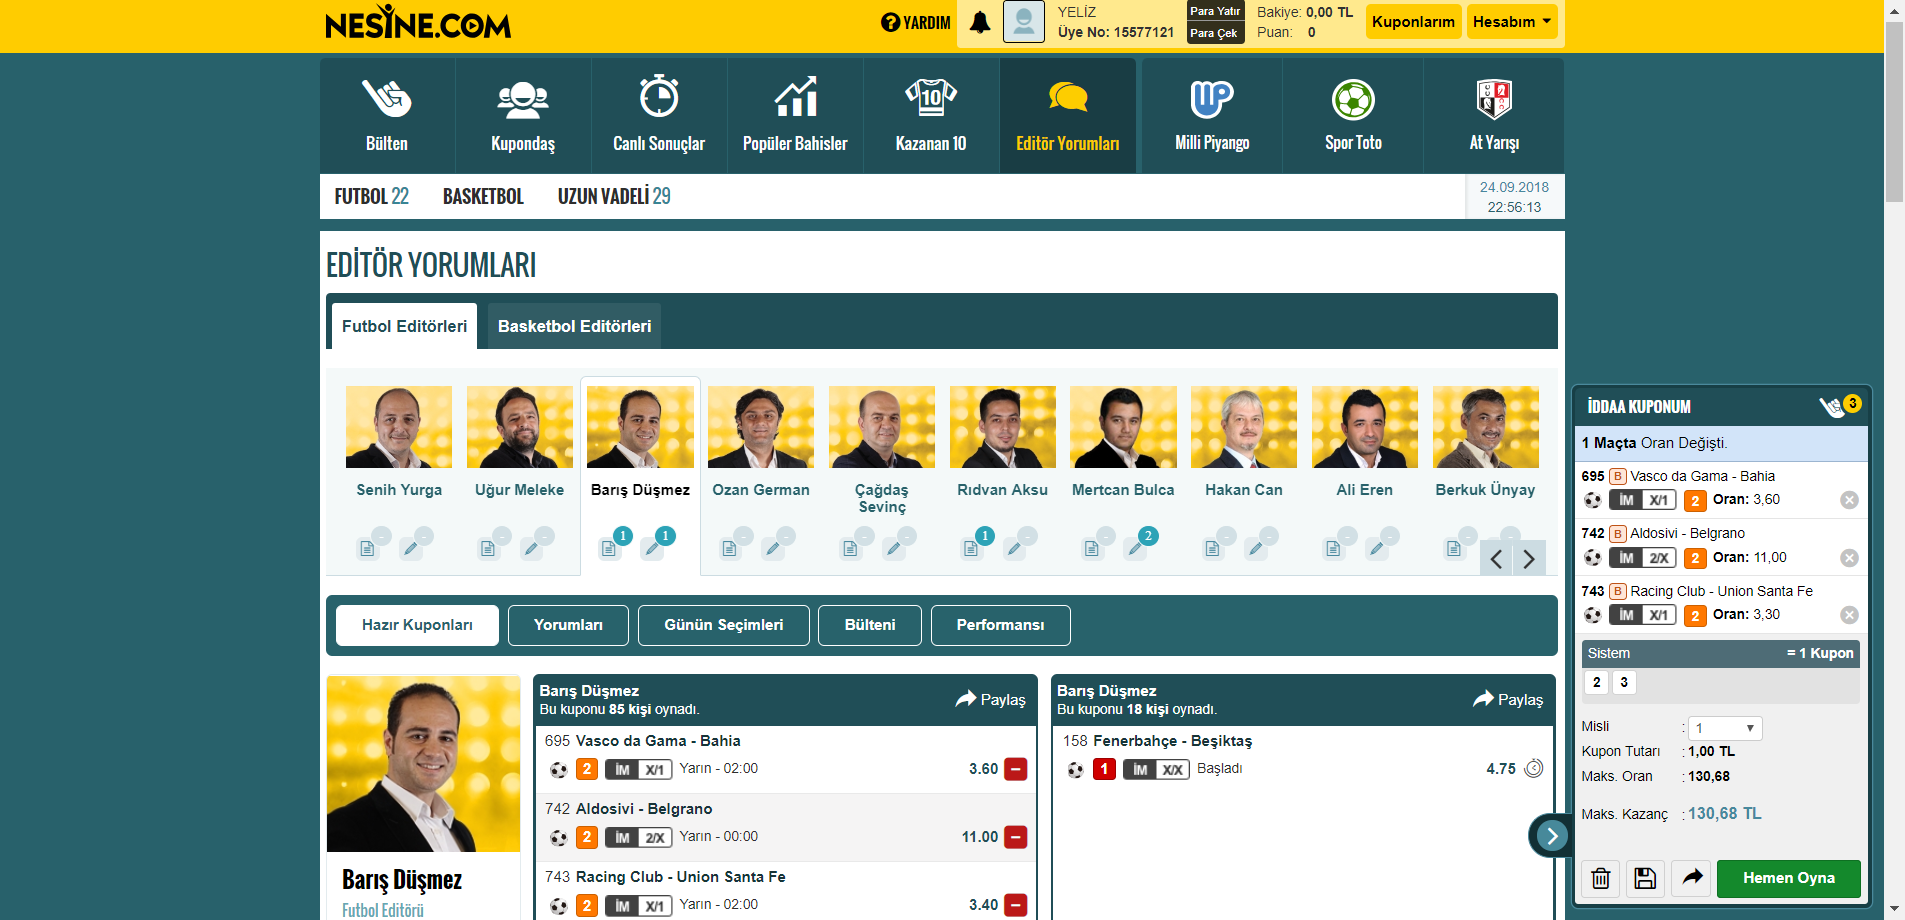 NESİNE.COM
YARDIM
YELİZ
Üye No: 15577121
Para Yatır
Para Çek
Bakiye: 0,00 TL
Puan: 0
Kuponlarım
Hesabım
Bülten
Kupondaş
Canlı Sonuçlar
Popüler Bahisler
10
Kazanan 10
Editör Yorumları
Milli Piyango
Spor Toto
At Yarışı
FUTBOL 22
BASKETBOL
UZUN VADELİ 29
24.09.2018
22:56:13
EDİTÖR YORUMLARI
Futbol Editörleri
Basketbol Editörleri
Senih Yurga
Uğur Meleke
Barış Düşmez
Ozan German
Çağdaş
Sevinç
Rıdvan Aksu
Mertcan Bulca
Hakan Can
Ali Eren
Berkuk Ünyay
- - - - 1 1 - - - - 1 - - 2 - - - - - -
Hazır Kuponları
Yorumları
Günün Seçimleri
Bülteni
Performansı
Barış Düşmez
Futbol Editörü
Barış Düşmez
Bu kuponu 85 kişi oynadı.
Paylaş
695 Vasco da Gama - Bahia
2 İM X/1 Yarın - 02:00 3.60
742 Aldosivi - Belgrano
2 İM 2/X Yarın - 00:00 11.00
743 Racing Club - Union Santa Fe
2 İM X/1 Yarın - 02:00 3.40
Barış Düşmez
Bu kuponu 18 kişi oynadı.
Paylaş
158 Fenerbahçe - Beşiktaş
1 İM X/X Başladı 4.75
İDDAA KUPONUM
3
1 Maçta Oran Değişti.
695 B Vasco da Gama - Bahia
İM X/1 2 Oran: 3,60
742 B Aldosivi - Belgrano
İM 2/X 2 Oran: 11,00
743 B Racing Club - Union Santa Fe
İM X/1 2 Oran: 3,30
Sistem = 1 Kupon
2 3
Misli : 1
Kupon Tutarı : 1,00 TL
Maks. Oran : 130,68
Maks. Kazanç : 130,68 TL
Hemen Oyna